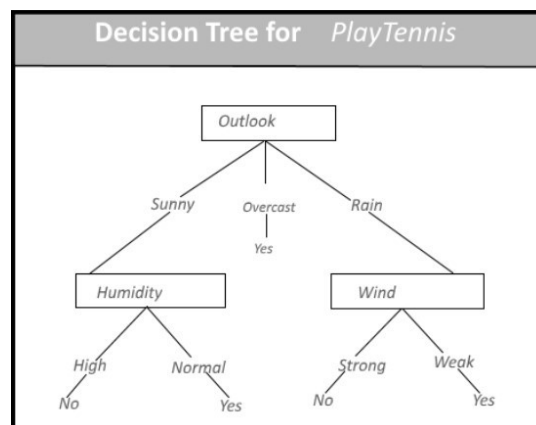 Decision Tree for PlayTennis
Outlook
Sunny Overcast Rain
Yes
Humidity Wind
High Normal Strong Weak
No Yes No Yes